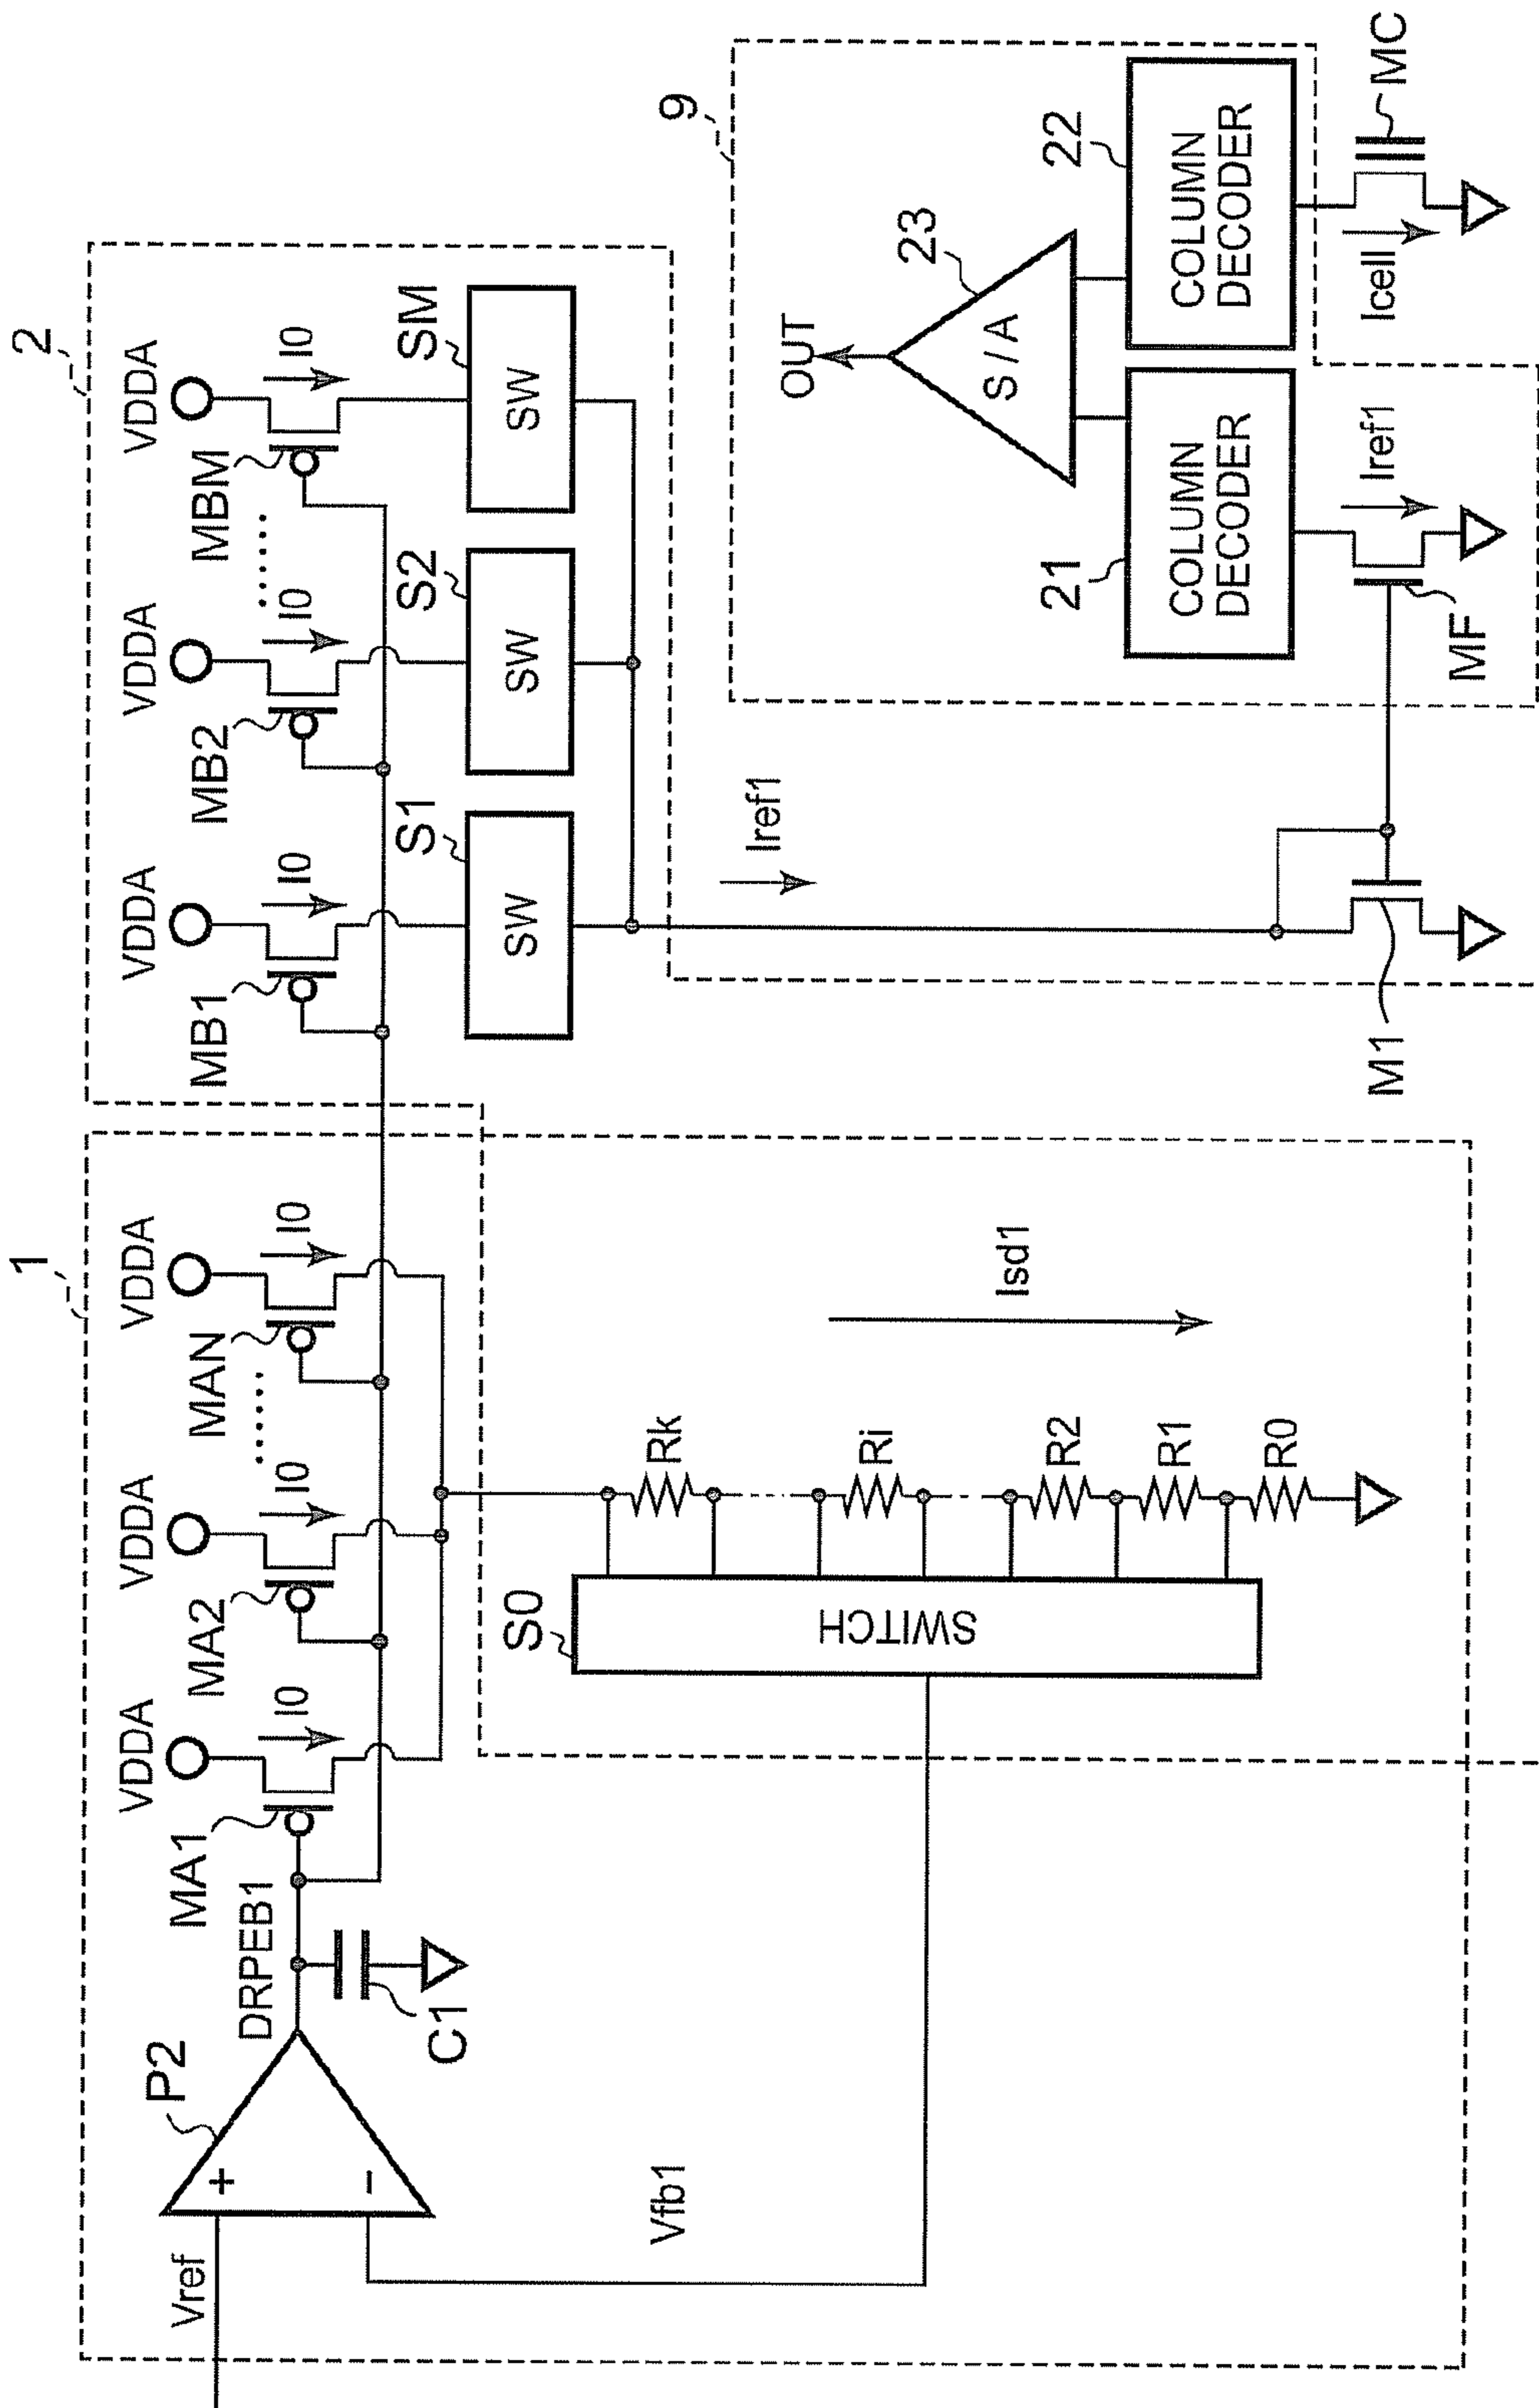 1
2
VDDA
VDDA
VDDA
VDDA
VDDA
VDDA
P2
Vref
+
-
DRPEB1
C1
MA1
I0
MA2
I0
......
MAN
I0
MB1
I0
MB2
I0
......
MBM
I0
S1
SW
S2
SW
SM
SW
Vfb1
S0
SWITCH
Rk
Ri
R2
R1
R0
Isd1
Iref1
M1
9
OUT
23
S / A
21
COLUMN
DECODER
22
COLUMN
DECODER
MF
Iref1
Icell
MC